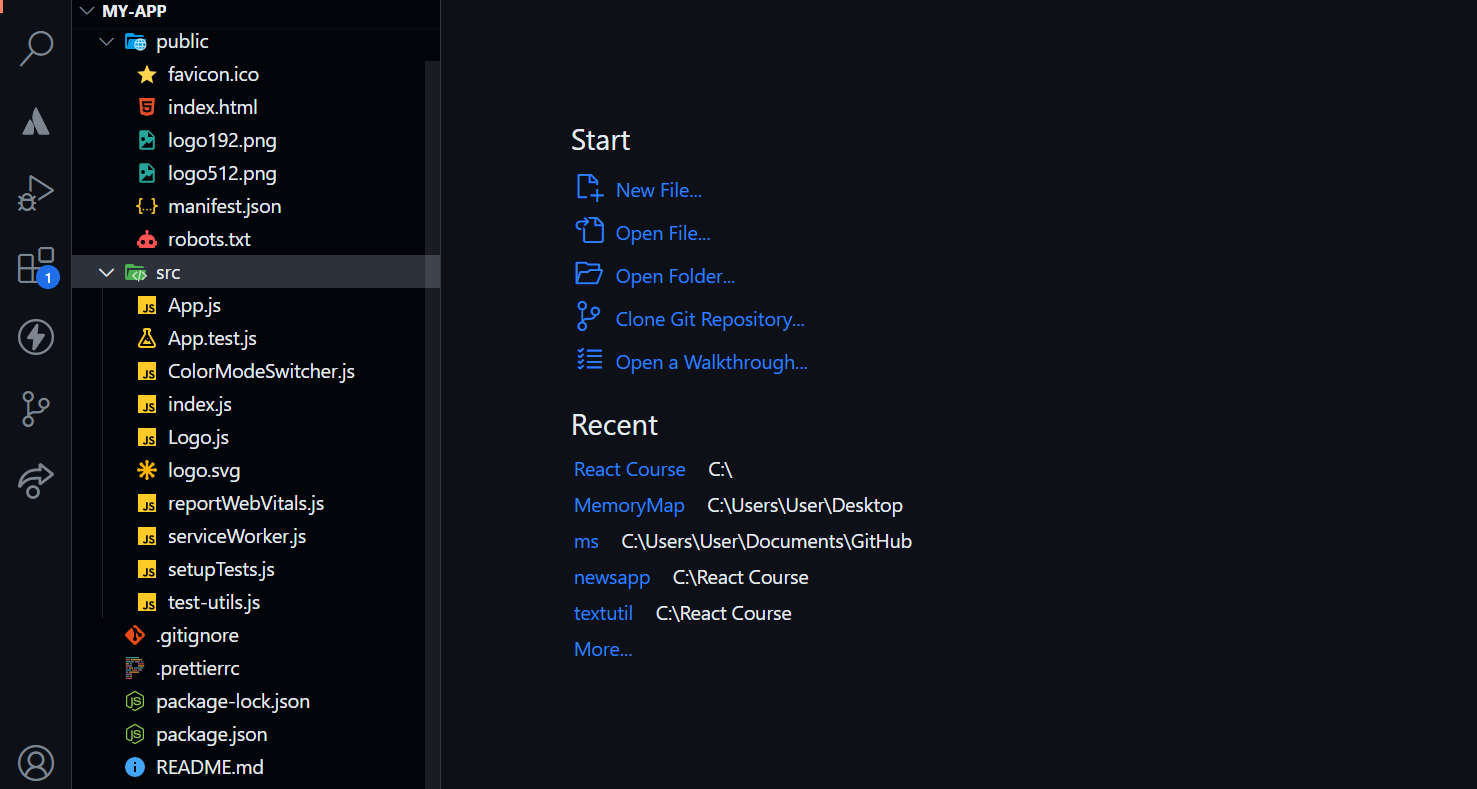 MY-APP
public
favicon.ico
index.html
logo192.png
logo512.png
manifest.json
robots.txt
src
App.js
App.test.js
ColorModeSwitcher.js
index.js
Logo.js
logo.svg
reportWebVitals.js
serviceWorker.js
setupTests.js
test-utils.js
.gitignore
.prettierrc
package-lock.json
package.json
README.md
1
Start
New File...
Open File...
Open Folder...
Clone Git Repository...
Open a Walkthrough...
Recent
React Course C:\
MemoryMap C:\Users\User\Desktop
ms C:\Users\User\Documents\GitHub
newsapp C:\React Course
textutil C:\React Course
More...